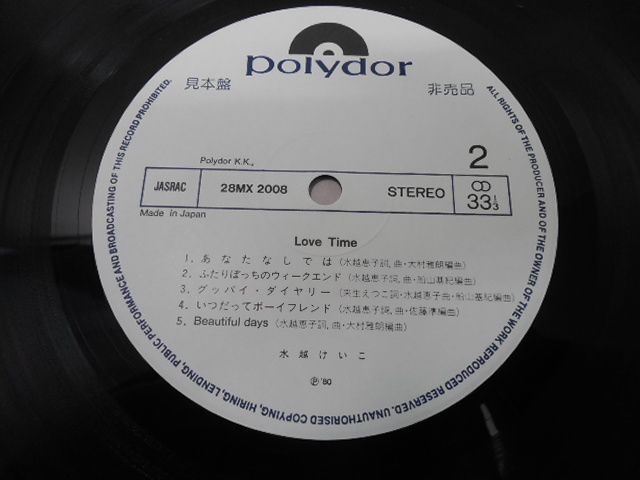 polydor
見本盤
非売品
Polydor K.K.
2
JASRAC
28MX 2008
STEREO
33 1/3
Made in Japan
Love Time
1. あなたなしでは (水越恵子詞, 曲・大村雅朗編曲)
2. ふたりぼっちのウィークエンド (水越恵子詞, 曲・船山基紀編曲)
3. グッバイ・ダイヤリー (来生えつこ詞・水越恵子曲・船山基紀編曲)
4. いつだってボーイフレンド (水越恵子詞, 曲・佐藤準編曲)
5. Beautiful days (水越恵子詞, 曲・大村雅朗編曲)
水越けいこ
Ⓟ '80
ALL RIGHTS OF THE PRODUCER AND OF THE OWNER OF THE WORK REPRODUCED RESERVED. UNAUTHORISED COPYING, HIRING, LENDING, PUBLIC PERFORMANCE AND BROADCASTING OF THIS RECORD PROHIBITED.